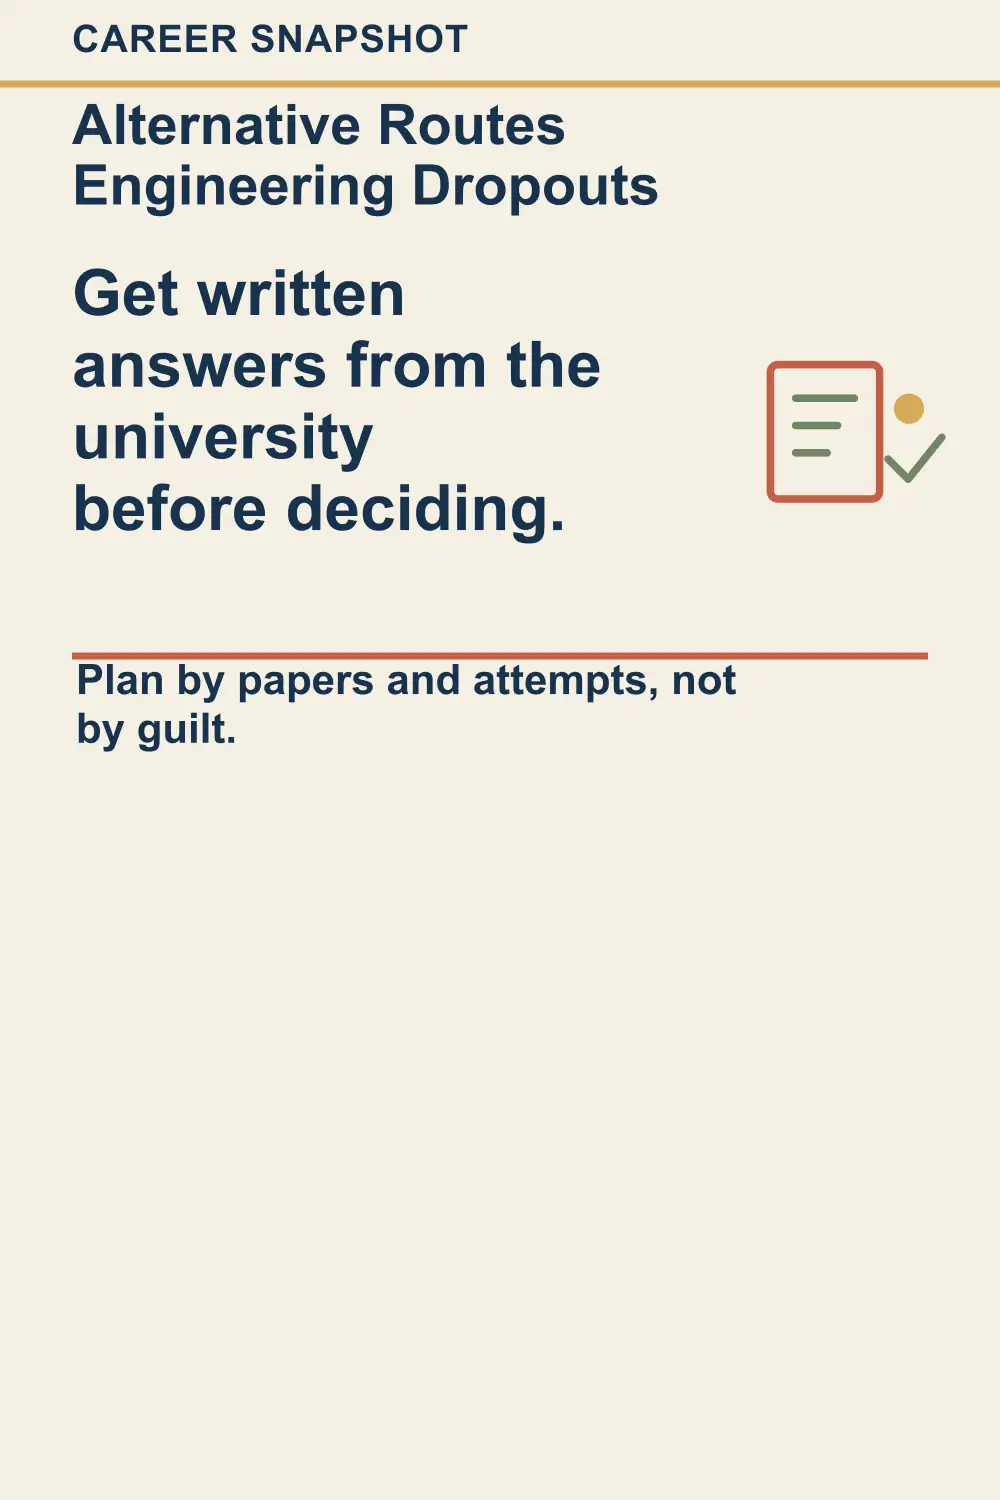 CAREER SNAPSHOT
Alternative Routes
Engineering Dropouts
Get written
answers from the
university
before deciding.
Plan by papers and attempts, not
by guilt.